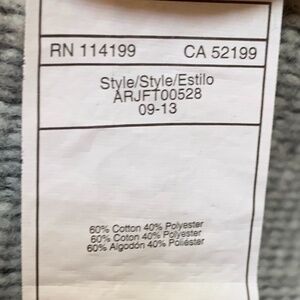 RN 114199 CA 52199
Style/Style/Estilo
ARJFT00528
09-13
60% Cotton 40% Polyester
60% Coton 40% Polyester
60% Algodón 40% Poliéster